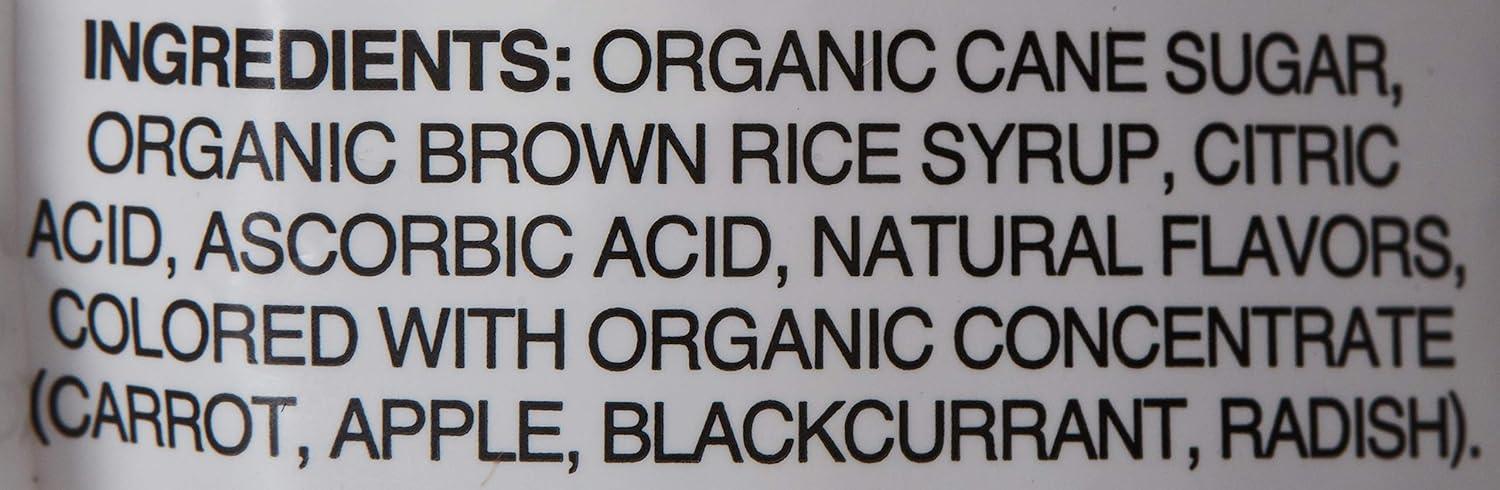 INGREDIENTS: ORGANIC CANE SUGAR,
ORGANIC BROWN RICE SYRUP, CITRIC
ACID, ASCORBIC ACID, NATURAL FLAVORS,
COLORED WITH ORGANIC CONCENTRATE
(CARROT, APPLE, BLACKCURRANT, RADISH).